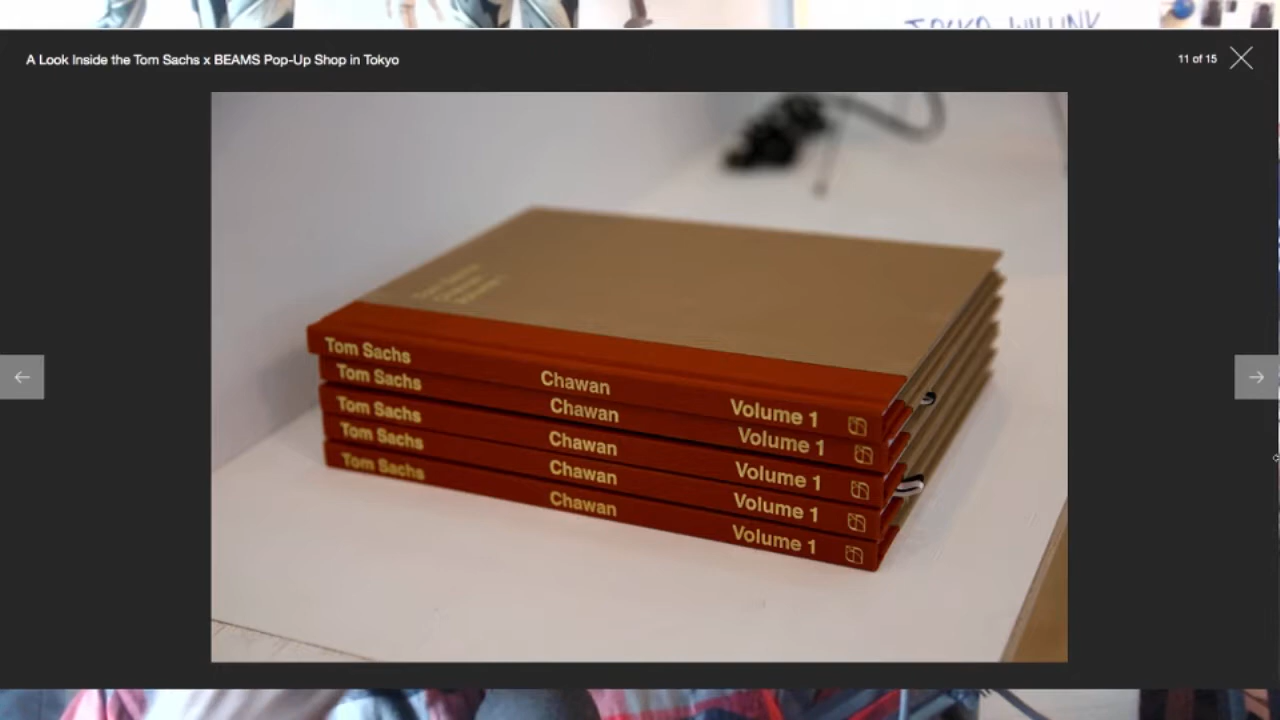 JOCKO WILLINK
A Look Inside the Tom Sachs x BEAMS Pop-Up Shop in Tokyo
11 of 15
Tom Sachs Chawan Volume 1
Tom Sachs Chawan Volume 1
Tom Sachs Chawan Volume 1
Tom Sachs Chawan Volume 1
Tom Sachs Chawan Volume 1